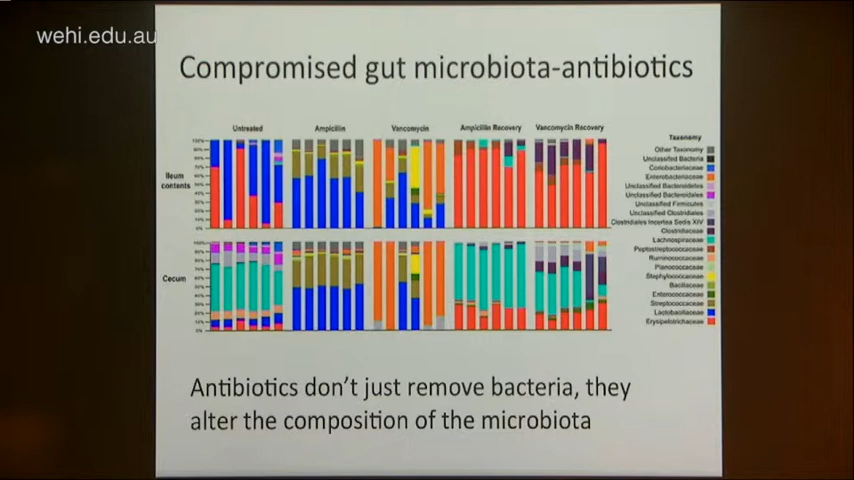 wehi.edu.au
Compromised gut microbiota-antibiotics
Untreated
Ampicillin
Vancomycin
Ampicillin Recovery
Vancomycin Recovery
Taxonomy
Ileum
contents
Cecum
Other Taxonomy
Unclassified Bacteria
Coriobacteriaceae
Enterobacteriaceae
Unclassified Bacteroidetes
Unclassified Bacteroidales
Unclassified Firmicutes
Unclassified Clostridiales
Clostridiales Incertea Sedis XIV
Clostridiaceae
Lachnospiraceae
Peptostreptococcaceae
Ruminococcaceae
Planococcaceae
Staphylococcaceae
Bacillaceae
Enterococcaceae
Streptococcaceae
Lactobacillaceae
Erysipelotrichaceae
Antibiotics don't just remove bacteria, they
alter the composition of the microbiota